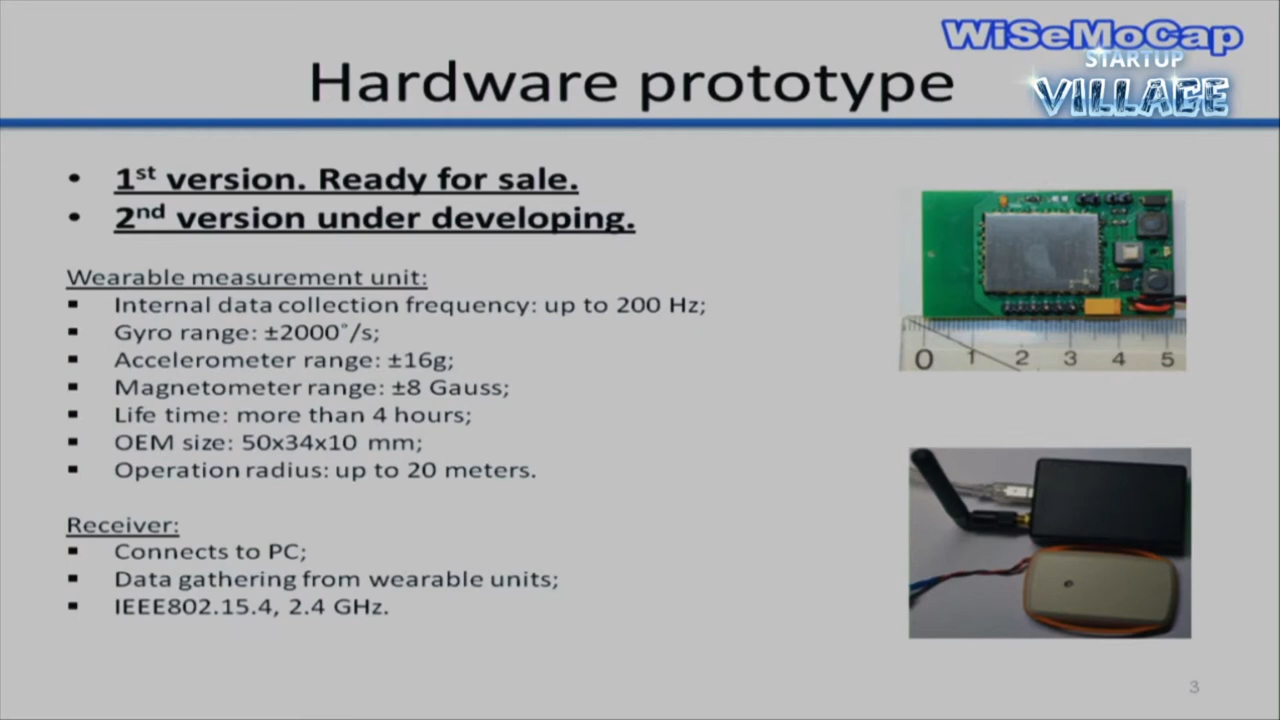 WiSeMoCap
STARTUP
VILLAGE
Hardware prototype
• 1st version. Ready for sale.
• 2nd version under developing.
Wearable measurement unit:
▪ Internal data collection frequency: up to 200 Hz;
▪ Gyro range: ±2000°/s;
▪ Accelerometer range: ±16g;
▪ Magnetometer range: ±8 Gauss;
▪ Life time: more than 4 hours;
▪ OEM size: 50x34x10 mm;
▪ Operation radius: up to 20 meters.
Receiver:
▪ Connects to PC;
▪ Data gathering from wearable units;
▪ IEEE802.15.4, 2.4 GHz.
0 1 2 3 4 5
3